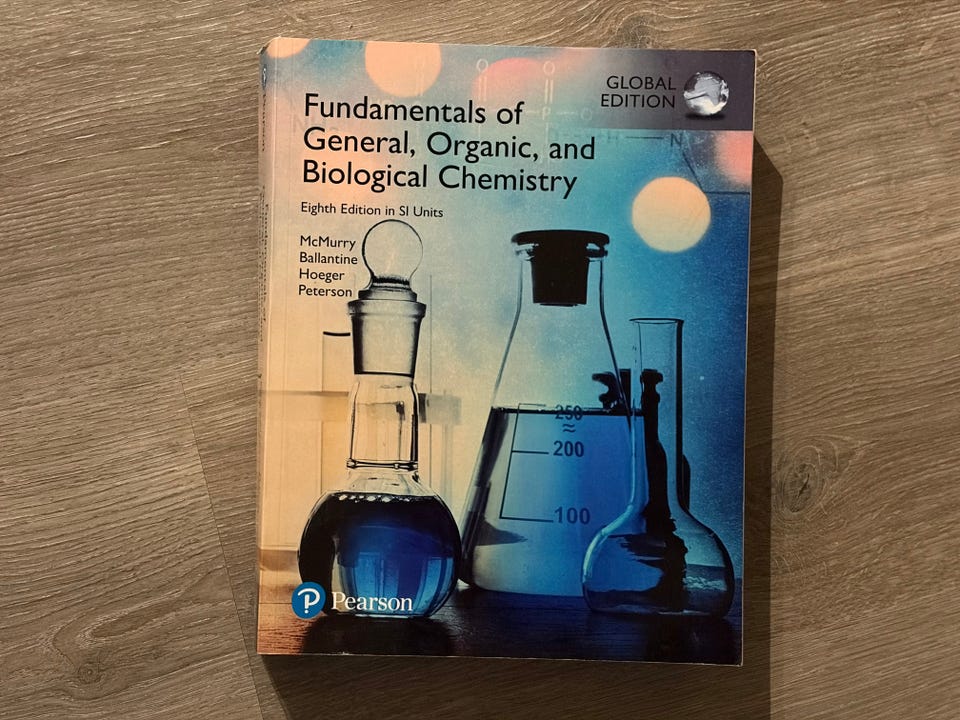 GLOBAL
EDITION
Fundamentals of
General, Organic, and
Biological Chemistry
Eighth Edition in SI Units
McMurry
Ballantine
Hoeger
Peterson
250
≈
200
100
Pearson